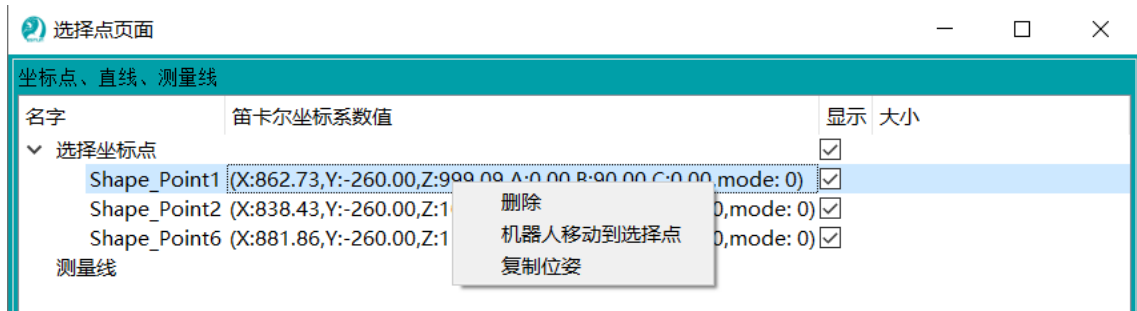 选择点页面
坐标点、直线、测量线
名字 笛卡尔坐标系数值 显示 大小
选择坐标点
Shape_Point1 (X:862.73,Y:-260.00,Z:999.09,A:0.00,B:90.00,C:0.00,mode: 0)
删除
Shape_Point2 (X:838.43,Y:-260.00,Z:1 0,mode: 0)
机器人移动到选择点
Shape_Point6 (X:881.86,Y:-260.00,Z:1 0,mode: 0)
复制位姿
测量线